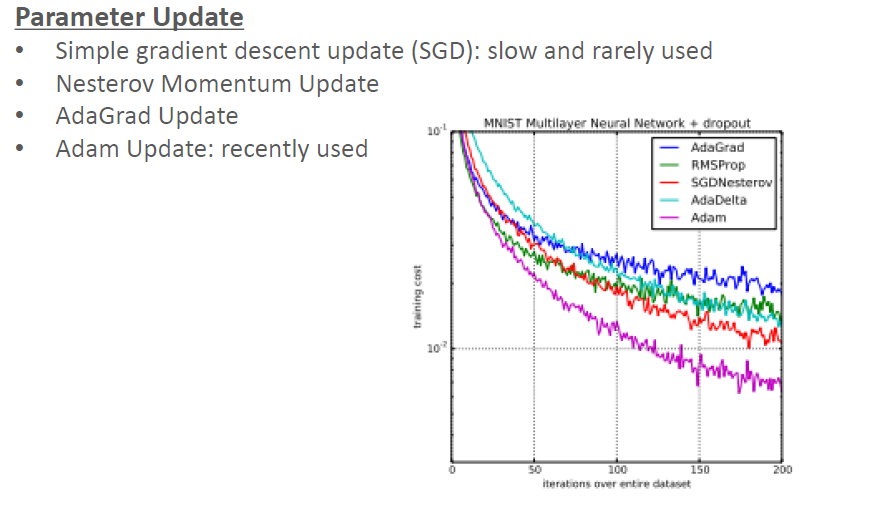 Parameter Update
• Simple gradient descent update (SGD): slow and rarely used
• Nesterov Momentum Update
• AdaGrad Update
• Adam Update: recently used
MNIST Multilayer Neural Network + dropout
10⁻¹
AdaGrad
RMSProp
SGDNesterov
AdaDelta
Adam
training cost
10⁻²
0 50 100 150 200
iterations over entire dataset